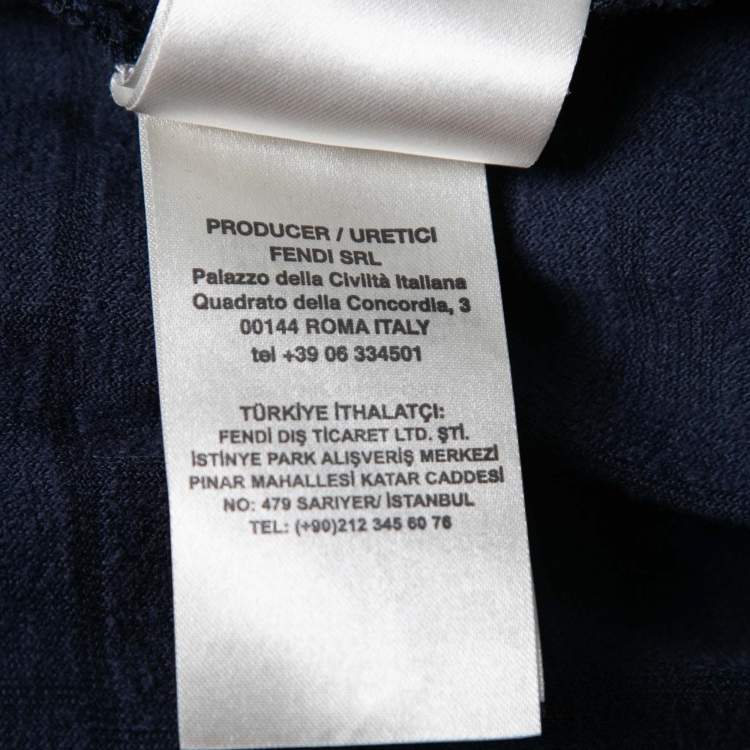 PRODUCER / URETICI
FENDI SRL
Palazzo della Civiltà Italiana
Quadrato della Concordia, 3
00144 ROMA ITALY
tel +39 06 334501
TÜRKİYE İTHALATÇI:
FENDİ DIŞ TİCARET LTD. ŞTİ.
İSTİNYE PARK ALIŞVERİŞ MERKEZİ
PINAR MAHALLESİ KATAR CADDESİ
NO: 479 SARIYER/ İSTANBUL
TEL: (+90)212 345 60 76